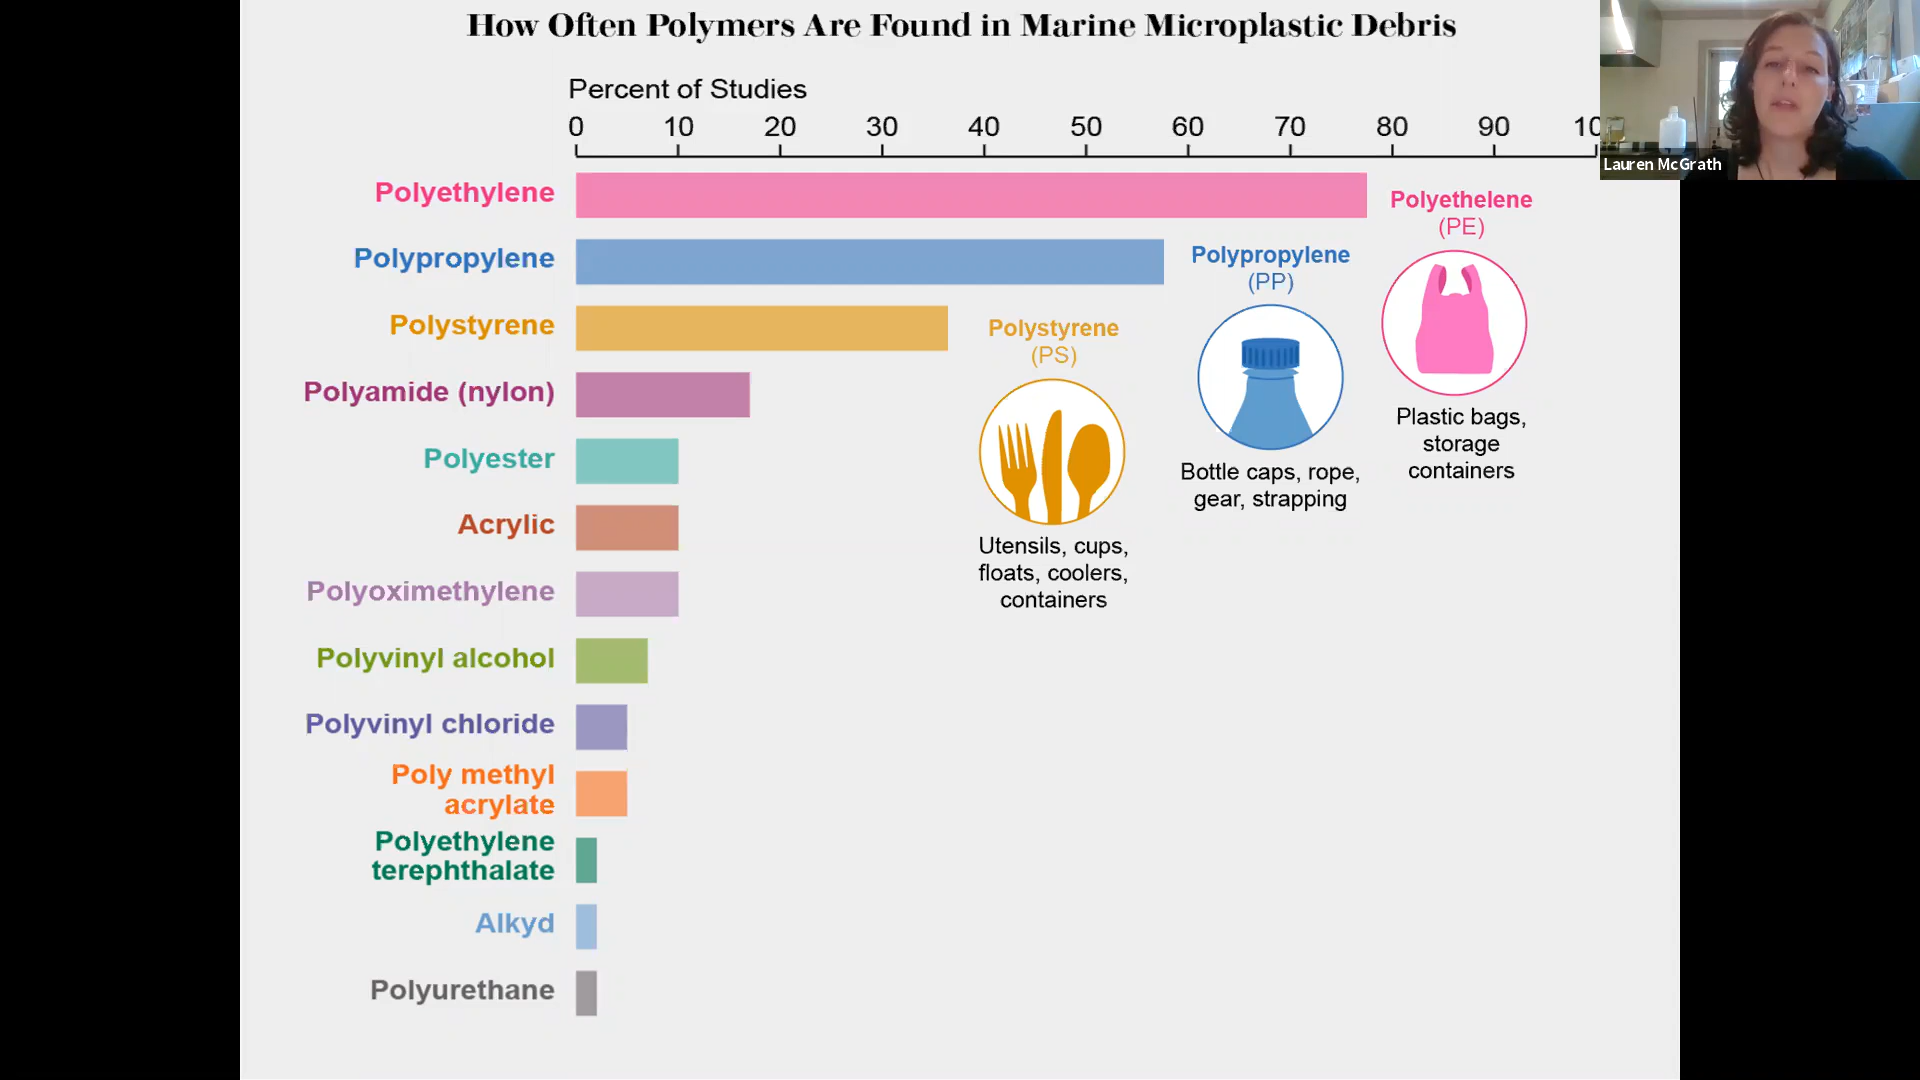 How Often Polymers Are Found in Marine Microplastic Debris
Percent of Studies
0 10 20 30 40 50 60 70 80 90 10
Lauren McGrath
Polyethylene
Polypropylene
Polystyrene
Polyamide (nylon)
Polyester
Acrylic
Polyoximethylene
Polyvinyl alcohol
Polyvinyl chloride
Poly methyl
acrylate
Polyethylene
terephthalate
Alkyd
Polyurethane
Polystyrene
(PS)
Utensils, cups,
floats, coolers,
containers
Polypropylene
(PP)
Bottle caps, rope,
gear, strapping
Polyethelene
(PE)
Plastic bags,
storage
containers